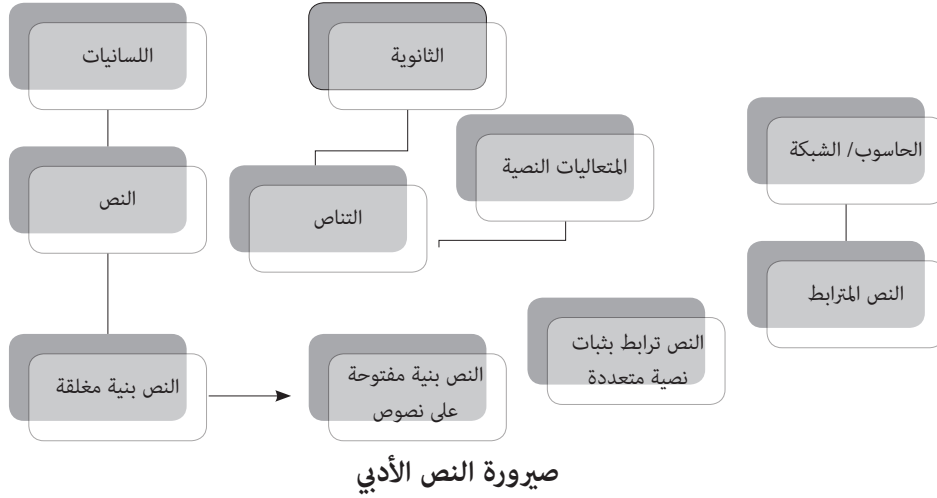 اللسانيات
الثانوية
المتعاليات النصية
الحاسوب/ الشبكة
النص
التناص
النص المترابط
النص بنية مغلقة
النص بنية مفتوحة
على نصوص
النص ترابط بثبات
نصية متعددة
صيرورة النص الأدبي